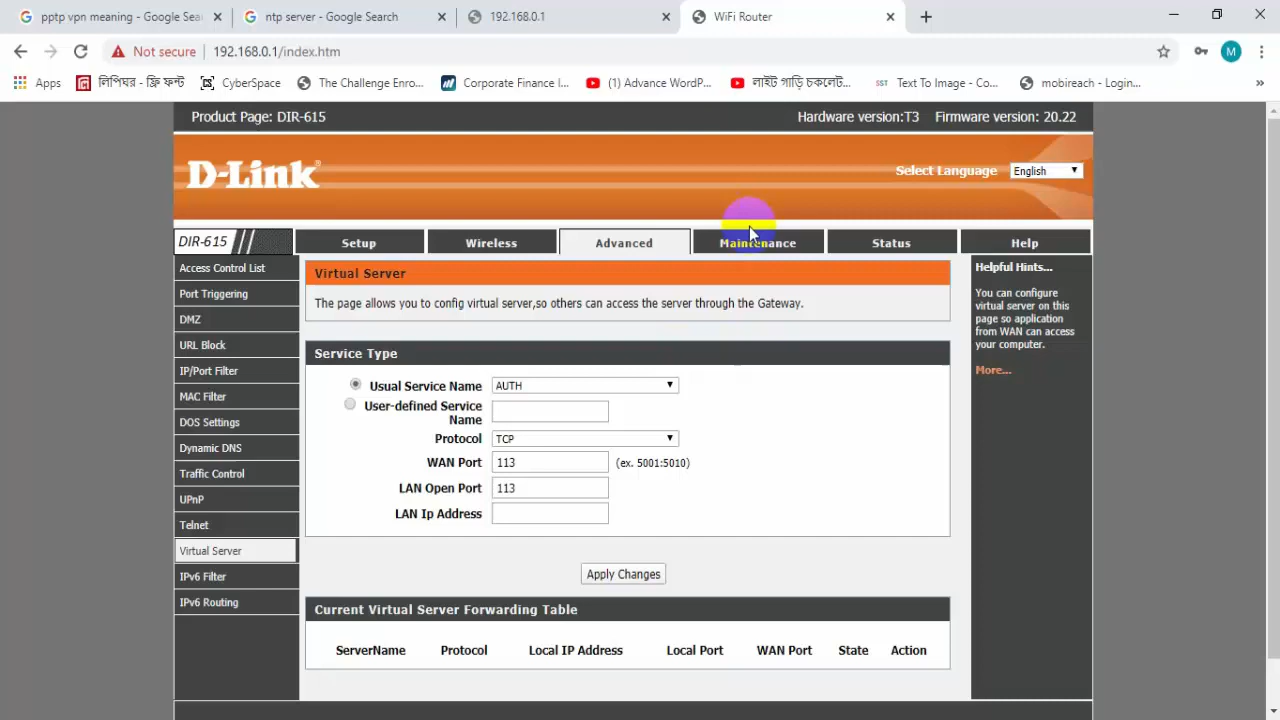 pptp vpn meaning - Google Sea
ntp server - Google Search
192.168.0.1
WiFi Router
Not secure
192.168.0.1/index.htm
M
Apps
লিপিঘর - ফ্রি ফন্ট
CyberSpace
The Challenge Enro...
Corporate Finance I...
(1) Advance WordP...
লাইট গাড়ি চকলেট...
SST
Text To Image - Co...
mobireach - Login...
»
Product Page: DIR-615
Hardware version:T3
Firmware version: 20.22
D-Link®
Select Language
English
DIR-615
Setup
Wireless
Advanced
Maintenance
Status
Help
Access Control List
Port Triggering
DMZ
URL Block
IP/Port Filter
MAC Filter
DOS Settings
Dynamic DNS
Traffic Control
UPnP
Telnet
Virtual Server
IPv6 Filter
IPv6 Routing
Virtual Server
The page allows you to config virtual server,so others can access the server through the Gateway.
Service Type
Usual Service Name
AUTH
User-defined Service
Name
Protocol
TCP
WAN Port
113
(ex. 5001:5010)
LAN Open Port
113
LAN Ip Address
Apply Changes
Current Virtual Server Forwarding Table
ServerName
Protocol
Local IP Address
Local Port
WAN Port
State
Action
Helpful Hints...
You can configure
virtual server on this
page so application
from WAN can access
your computer.
More...